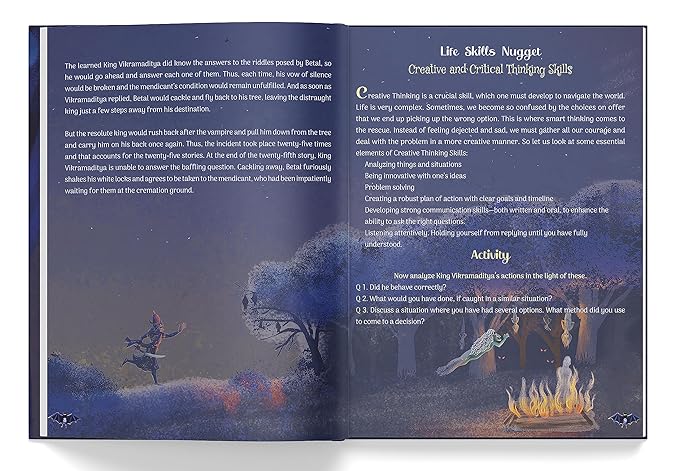 The learned King Vikramaditya did know the answers to the riddles posed by Betal, so
he would go ahead and answer each one of them. Thus, each time, his vow of silence
would be broken and the mendicant's condition would remain unfulfilled. And as soon as
Vikramaditya replied, Betal would cackle and fly back to his tree, leaving the distraught
king just a few steps away from his destination.
But the resolute king would rush back after the vampire and pull him down from the tree
and carry him on his back once again. Thus, the incident took place twenty-five times
and that accounts for the twenty-five stories. At the end of the twenty-fifth story, King
Vikramaditya is unable to answer the baffling question. Cackling away, Betal furiously
shakes his white locks and agrees to be taken to the mendicant, who had been impatiently
waiting for them at the cremation ground.
Life Skills Nugget
Creative and Critical Thinking Skills
Creative Thinking is a crucial skill, which one must develop to navigate the world.
Life is very complex. Sometimes, we become so confused by the choices on offer
that we end up picking up the wrong option. This is where smart thinking comes
to the rescue. Instead of feeling dejected and sad, we must gather all our courage and
deal with the problem in a more creative manner. So let us look at some essential
elements of Creative Thinking Skills:
Analyzing things and situations
Being innovative with one's ideas
Problem solving
Creating a robust plan of action with clear goals and timeline
Developing strong communication skills—both written and oral, to enhance the
ability to ask the right questions.
Listening attentively. Holding yourself from replying until you have fully
understood.
Activity
Now analyze King Vikramaditya's actions in the light of these.
Q 1. Did he behave correctly?
Q 2. What would you have done, if caught in a similar situation?
Q 3. Discuss a situation where you had several options. What method did you use
to come to a decision?